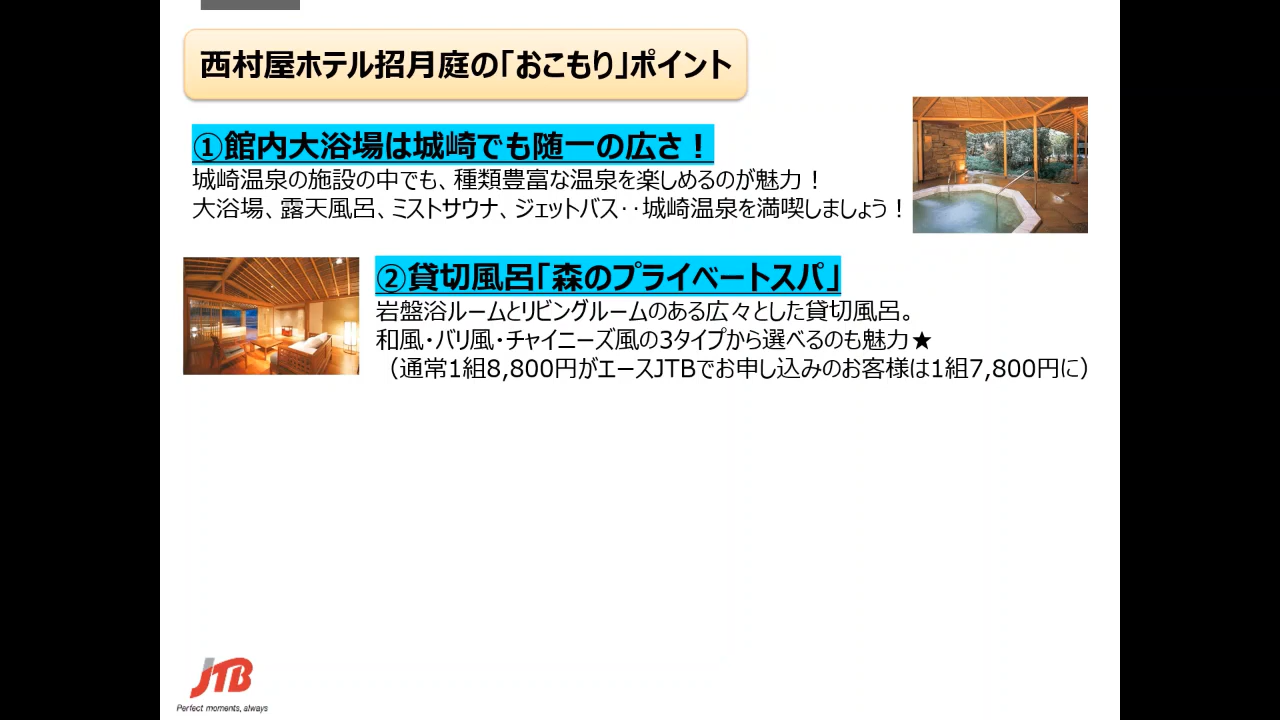 西村屋ホテル招月庭の「おこもり」ポイント
①館内大浴場は城崎でも随一の広さ！
城崎温泉の施設の中でも、種類豊富な温泉を楽しめるのが魅力！
大浴場、露天風呂、ミストサウナ、ジェットバス‥城崎温泉を満喫しましょう！
②貸切風呂「森のプライベートスパ」
岩盤浴ルームとリビングルームのある広々とした貸切風呂。
和風・バリ風・チャイニーズ風の3タイプから選べるのも魅力★
（通常1組8,800円がエースJTBでお申し込みのお客様は1組7,800円に）
JTB
Perfect moments, always